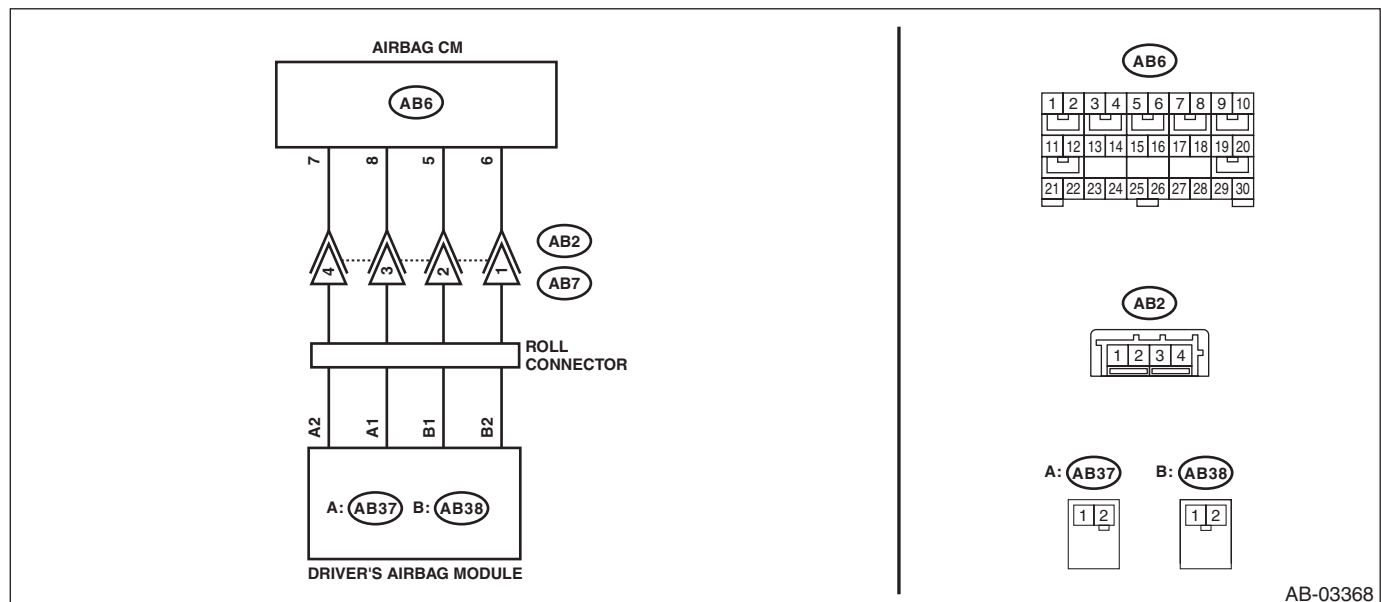 AIRBAG CM
AB6
7 8 5 6
4 3 2 1
AB2
AB7
ROLL
CONNECTOR
A2 A1 B1 B2
A: AB37 B: AB38
DRIVER'S AIRBAG MODULE
AB6
1 2 3 4 5 6 7 8 9 10
11 12 13 14 15 16 17 18 19 20
21 22 23 24 25 26 27 28 29 30
AB2
1 2 3 4
A: AB37 B: AB38
1 2 1 2
AB-03368